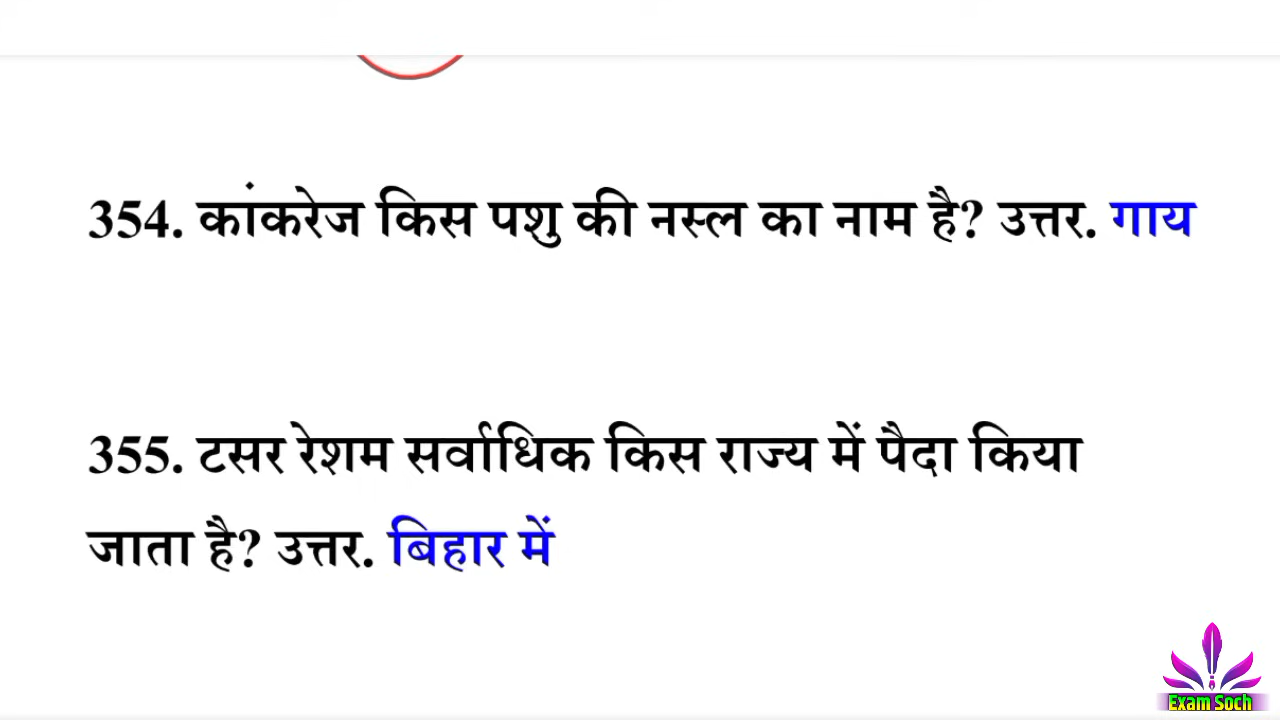 354. कांकरेज किस पशु की नस्ल का नाम है? उत्तर. गाय
355. टसर रेशम सर्वाधिक किस राज्य में पैदा किया
जाता है? उत्तर. बिहार में
Exam Soch